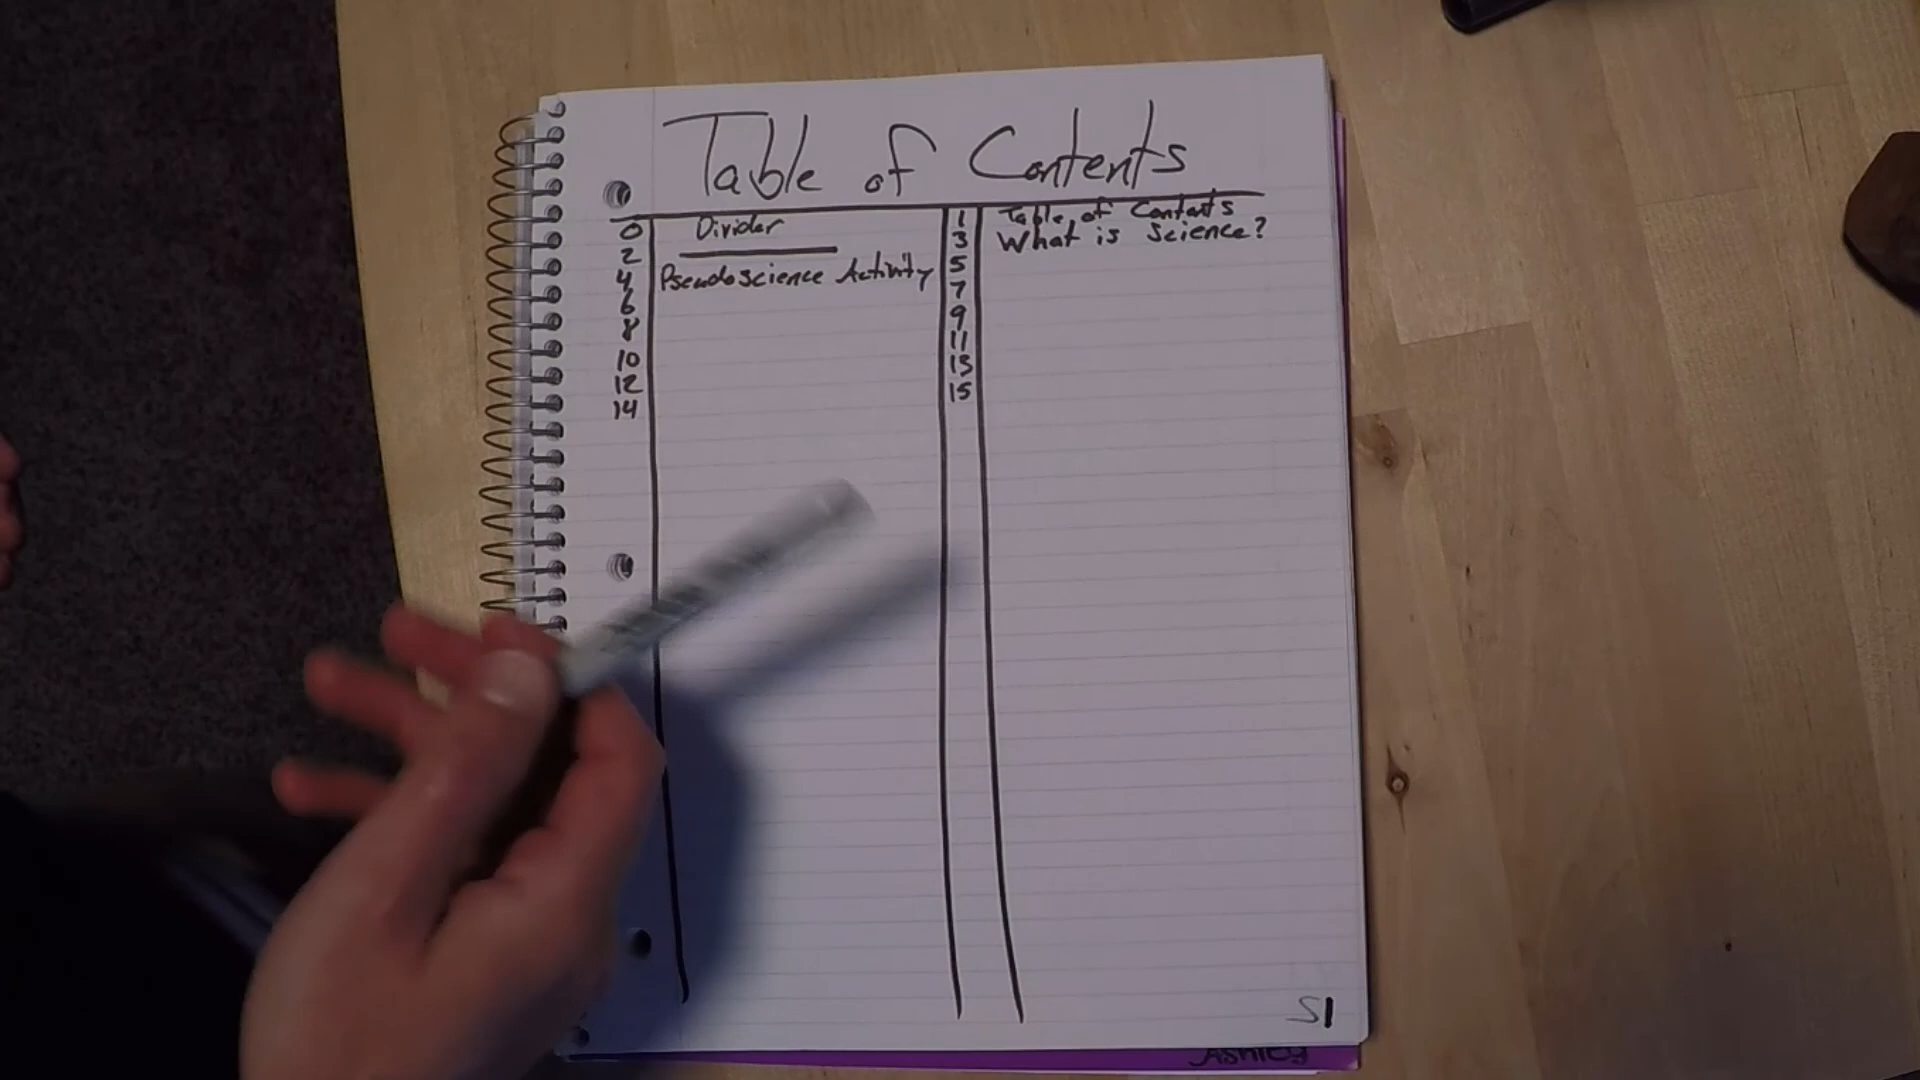 Table of Contents
0 Divider 1 Table of Contents
2 3 What is Science?
4 Pseudoscience Activity 5
6 7
8 9
10 11
12 13
14 15
S1
Ashley